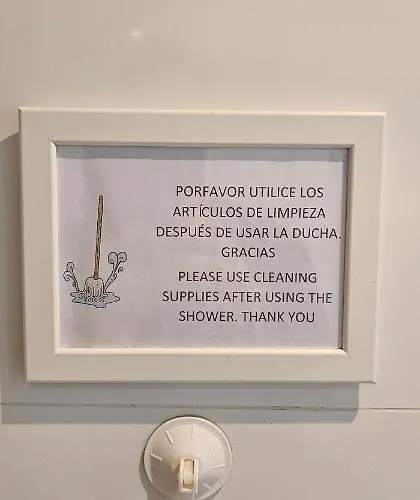 PORFAVOR UTILICE LOS
ARTÍCULOS DE LIMPIEZA
DESPUÉS DE USAR LA DUCHA.
GRACIAS
PLEASE USE CLEANING
SUPPLIES AFTER USING THE
SHOWER. THANK YOU